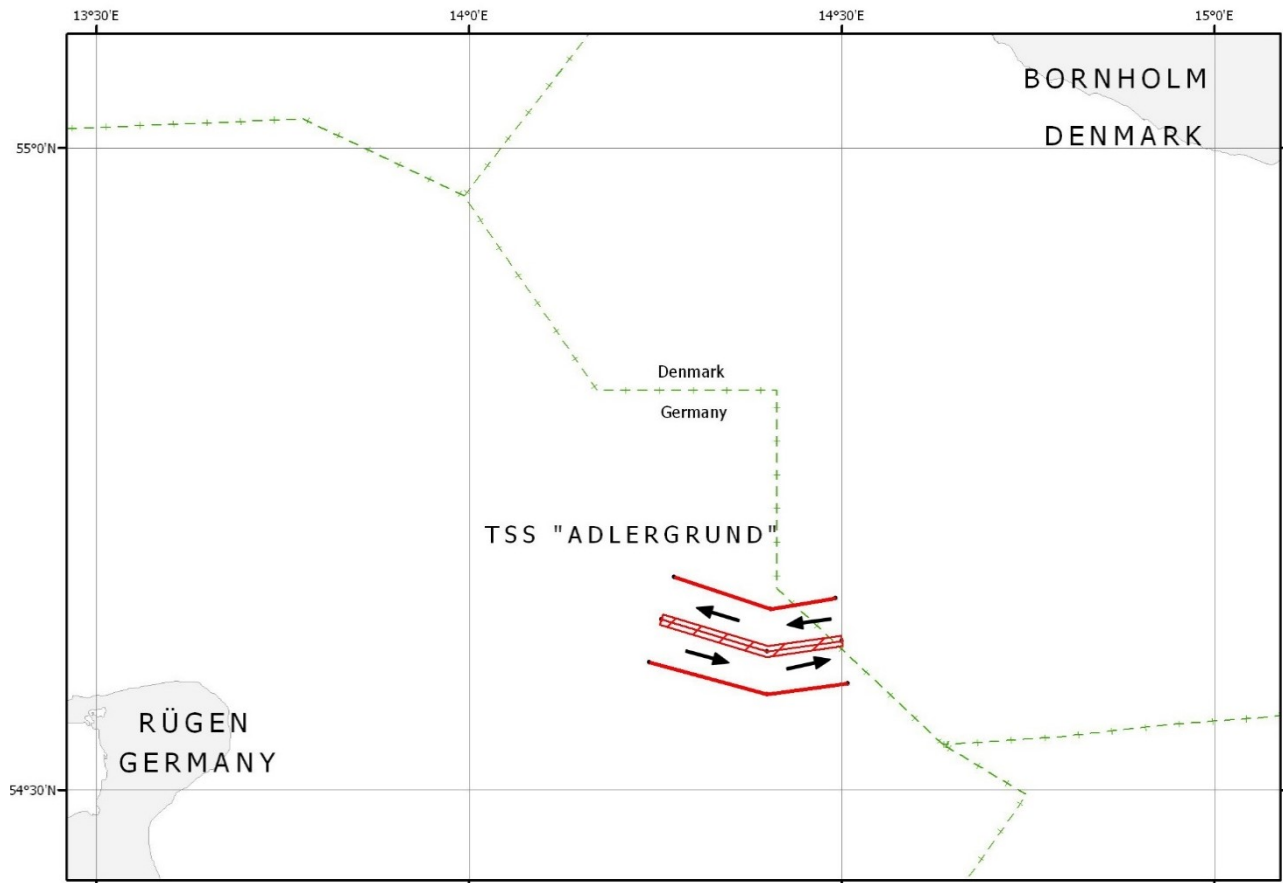 13°30'E
14°0'E
14°30'E
15°0'E
BORNHOLM
DENMARK
55°0'N
Denmark
Germany
TSS "ADLERGRUND"
RÜGEN
GERMANY
54°30'N